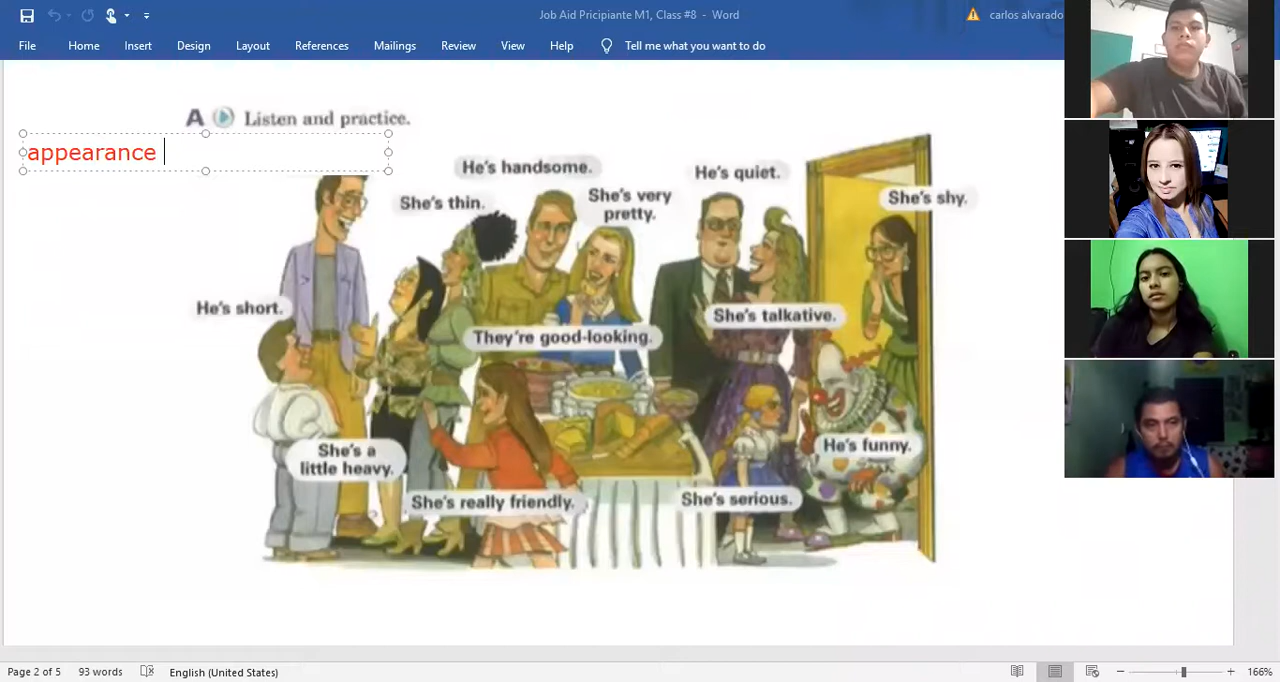 Job Aid Pricipiante M1, Class #8 - Word
carlos alvarado
File Home Insert Design Layout References Mailings Review View Help Tell me what you want to do
A Listen and practice.
appearance
He's handsome.
He's quiet.
She's thin.
She's very
pretty.
She's shy.
He's short.
She's talkative.
They're good-looking.
She's a
little heavy.
He's funny.
She's really friendly.
She's serious.
Page 2 of 5 93 words English (United States) 166%